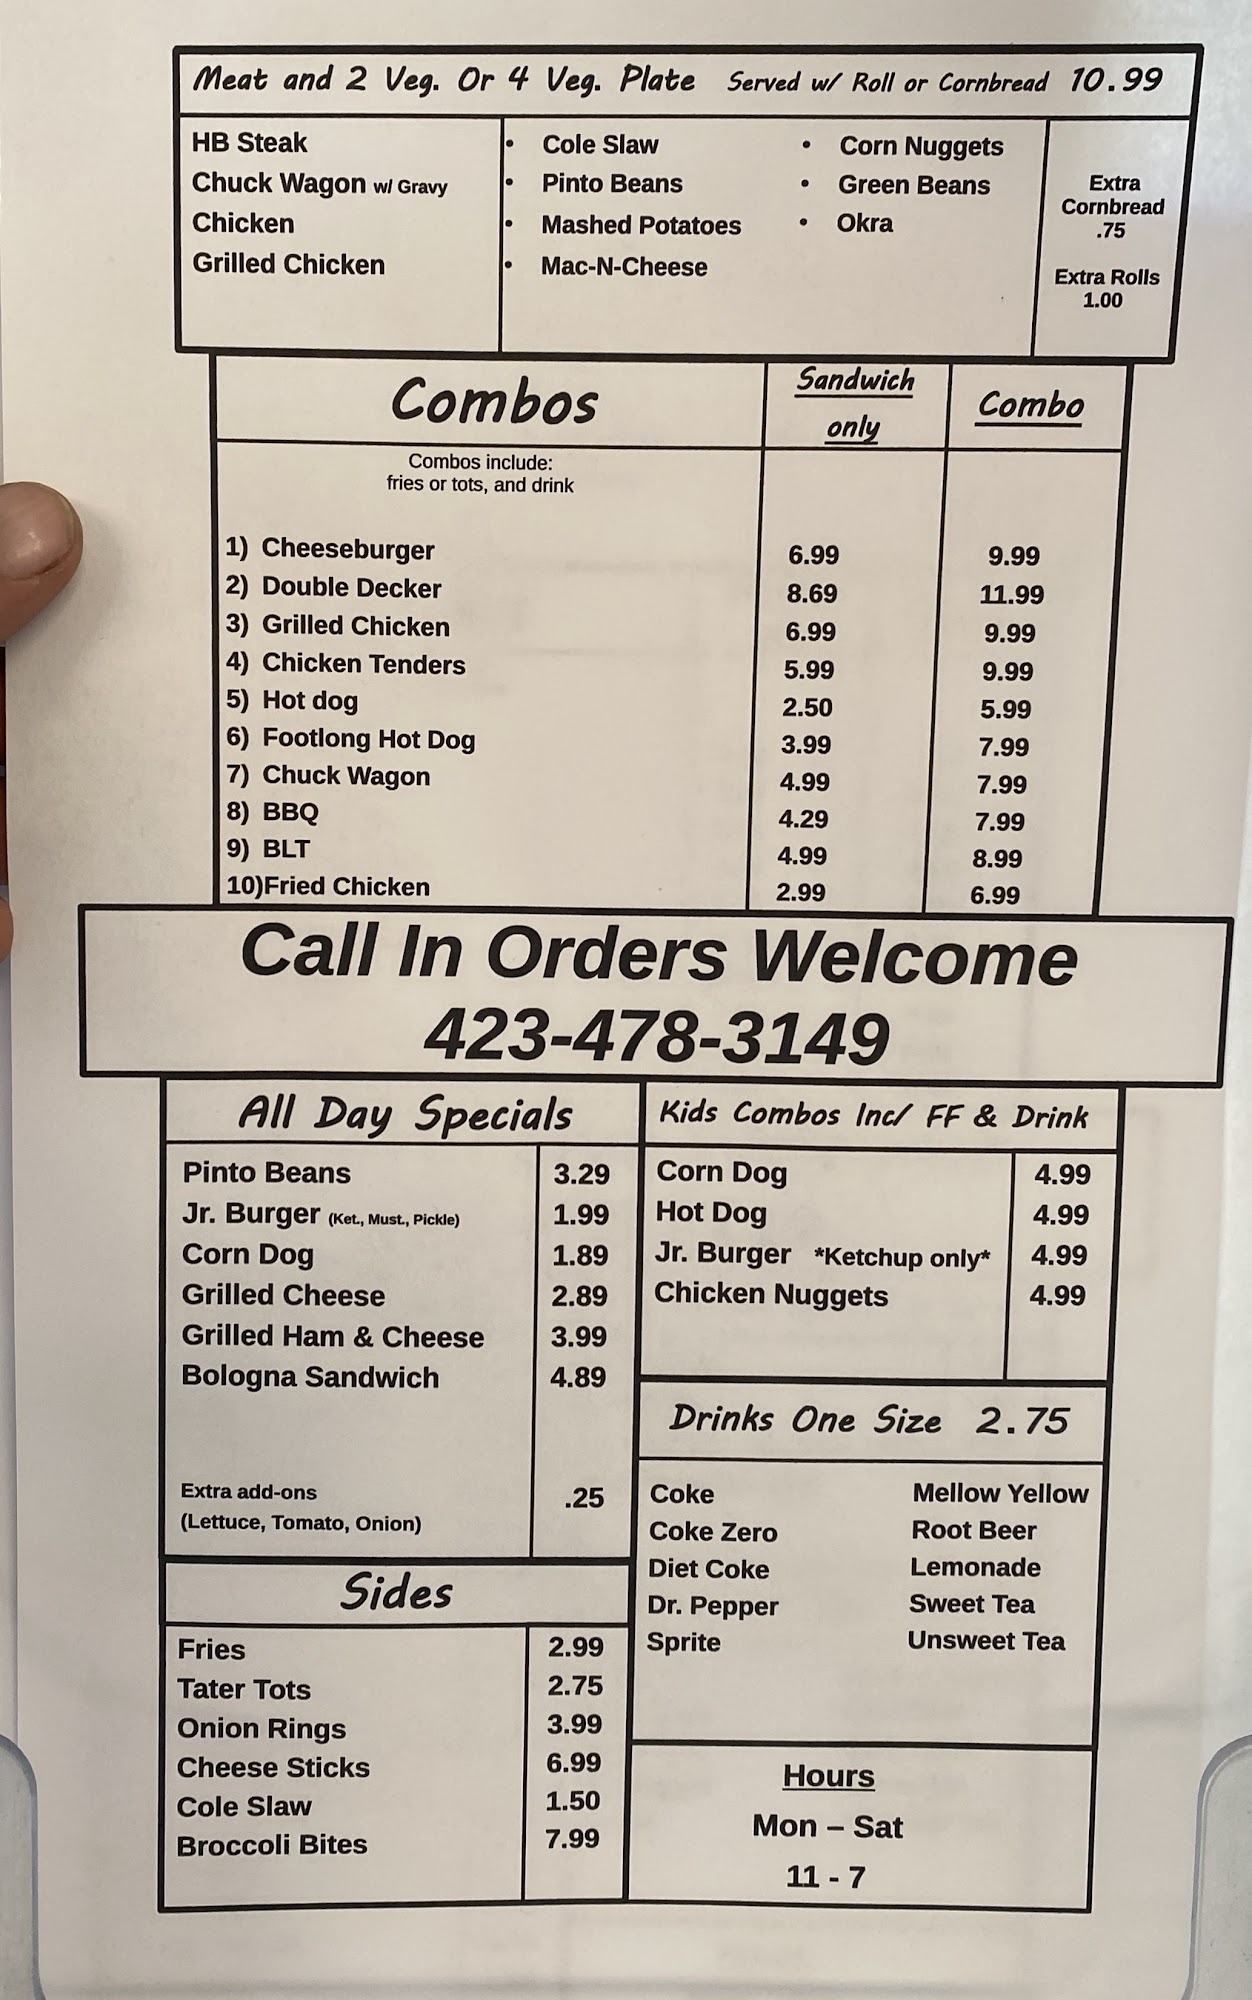 Meat and 2 Veg. Or 4 Veg. Plate Served w/ Roll or Cornbread 10.99
HB Steak
Chuck Wagon w/ Gravy
Chicken
Grilled Chicken
• Cole Slaw
• Pinto Beans
• Mashed Potatoes
• Mac-N-Cheese
• Corn Nuggets
• Green Beans
• Okra
Extra
Cornbread
.75
Extra Rolls
1.00
Combos
Sandwich
only
Combo
Combos include:
fries or tots, and drink
1) Cheeseburger 6.99 9.99
2) Double Decker 8.69 11.99
3) Grilled Chicken 6.99 9.99
4) Chicken Tenders 5.99 9.99
5) Hot dog 2.50 5.99
6) Footlong Hot Dog 3.99 7.99
7) Chuck Wagon 4.99 7.99
8) BBQ 4.29 7.99
9) BLT 4.99 8.99
10)Fried Chicken 2.99 6.99
Call In Orders Welcome
423-478-3149
All Day Specials
Pinto Beans 3.29
Jr. Burger (Ket., Must., Pickle) 1.99
Corn Dog 1.89
Grilled Cheese 2.89
Grilled Ham & Cheese 3.99
Bologna Sandwich 4.89
Extra add-ons .25
(Lettuce, Tomato, Onion)
Sides
Fries 2.99
Tater Tots 2.75
Onion Rings 3.99
Cheese Sticks 6.99
Cole Slaw 1.50
Broccoli Bites 7.99
Kids Combos Inc/ FF & Drink
Corn Dog 4.99
Hot Dog 4.99
Jr. Burger *Ketchup only* 4.99
Chicken Nuggets 4.99
Drinks One Size 2.75
Coke
Coke Zero
Diet Coke
Dr. Pepper
Sprite
Mellow Yellow
Root Beer
Lemonade
Sweet Tea
Unsweet Tea
Hours
Mon – Sat
11 - 7